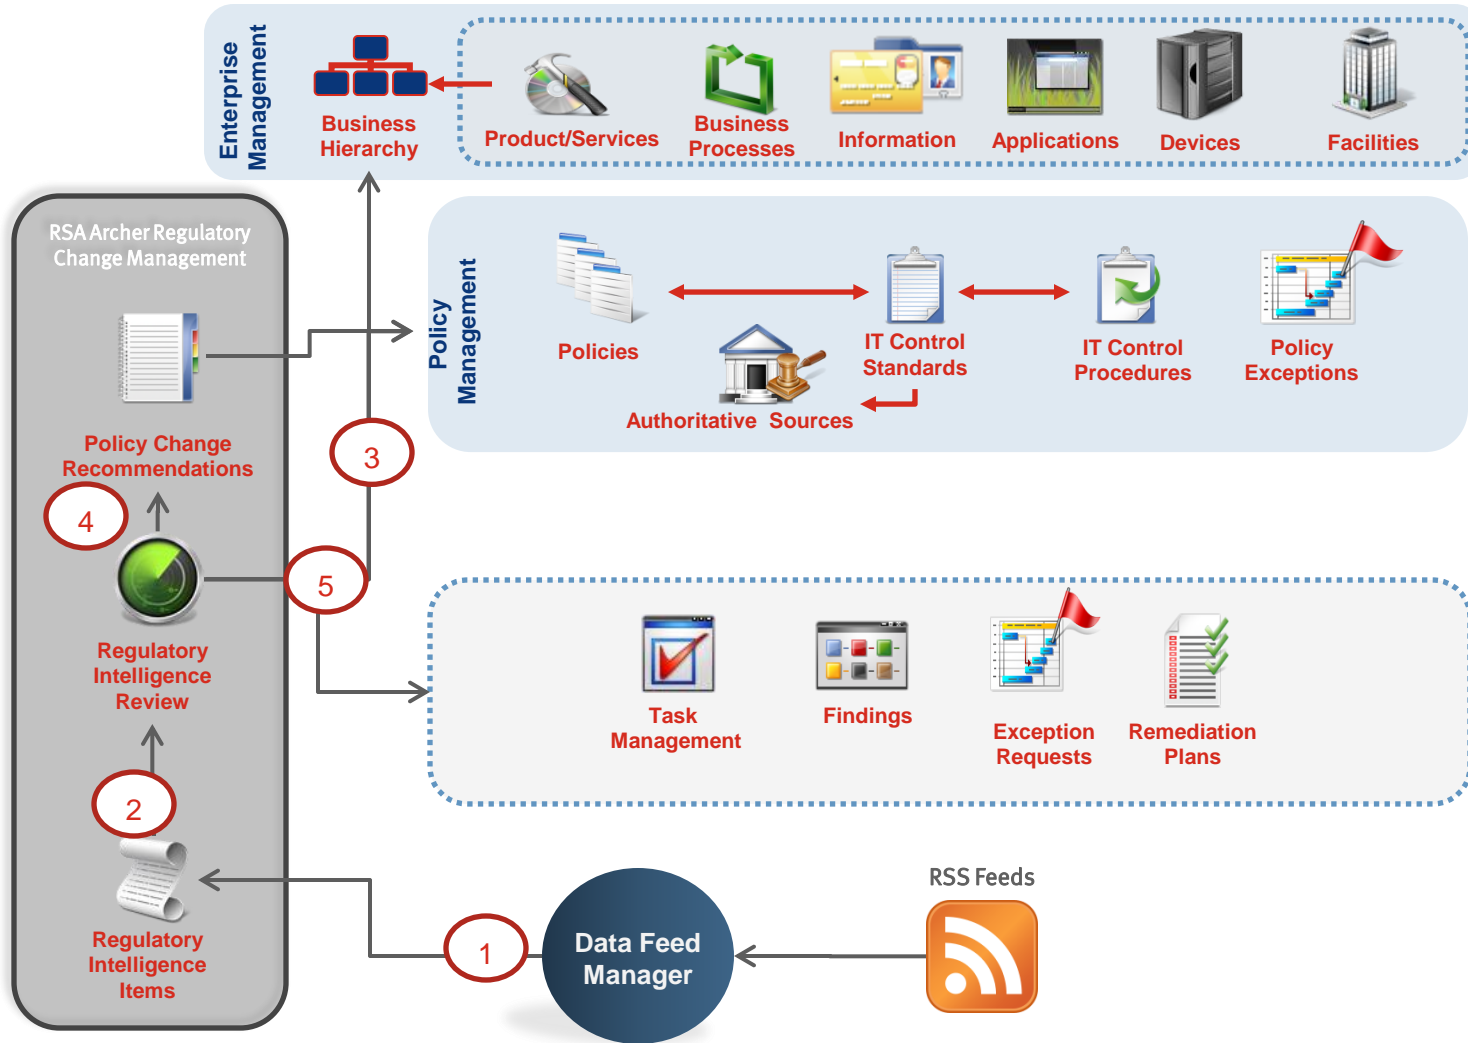 Enterprise
Management
Business
Hierarchy
Product/Services
Business
Processes
Information
Applications
Devices
Facilities
RSA Archer Regulatory
Change Management
Policy Change
Recommendations
4
Regulatory
Intelligence
Review
2
Regulatory
Intelligence
Items
3
5
1
Policy
Management
Policies
IT Control
Standards
IT Control
Procedures
Policy
Exceptions
Authoritative Sources
Task
Management
Findings
Exception
Requests
Remediation
Plans
Data Feed
Manager
RSS Feeds